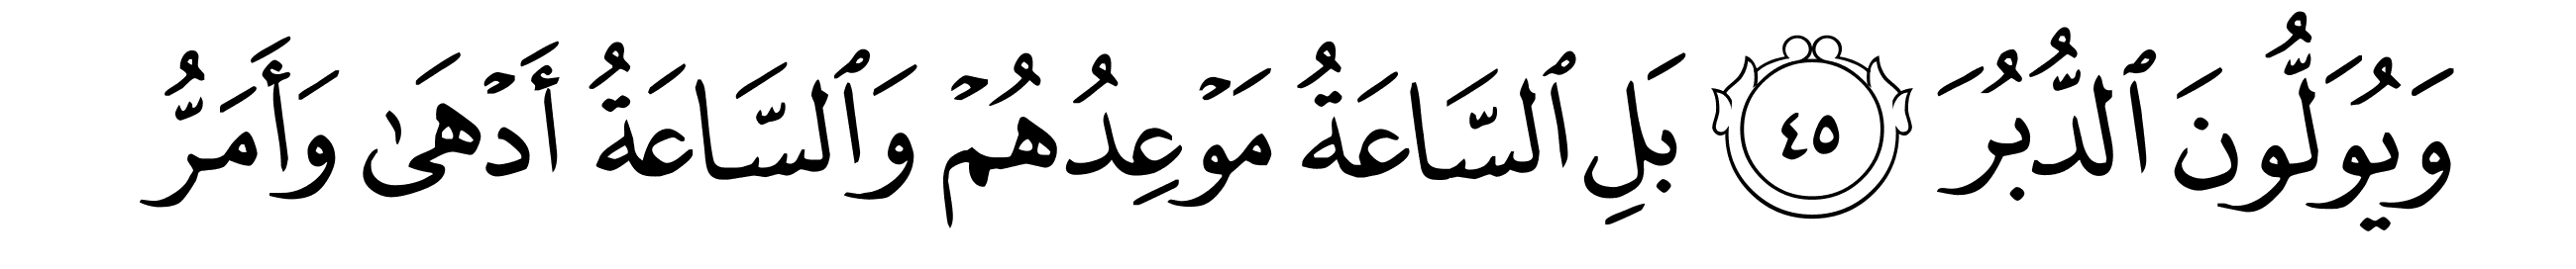 وَيُوَلُّونَ ٱلدُّبُرَ ٤٥ بَلِ ٱلسَّاعَةُ مَوۡعِدُهُمۡ وَٱلسَّاعَةُ أَدۡهَىٰ وَأَمَرُّ